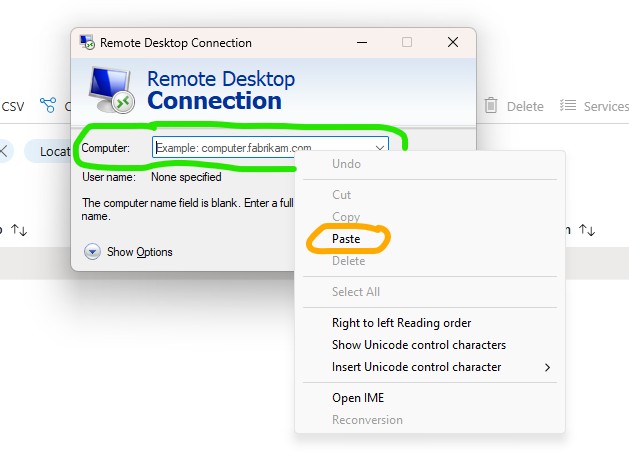 Remote Desktop Connection
Remote Desktop
Connection
CSV
Delete
Services
Locat
Computer:
Example: computer.fabrikam.com
User name:
None specified
The computer name field is blank. Enter a full
name.
Show Options
Undo
Cut
Copy
Paste
Delete
Select All
Right to left Reading order
Show Unicode control characters
Insert Unicode control character
Open IME
Reconversion